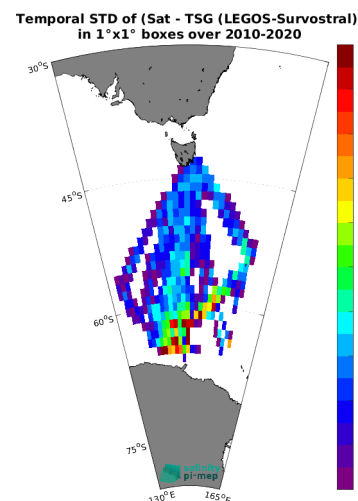 Temporal STD of (Sat - TSG (LEGOS-Survostral)
in 1°x1° boxes over 2010-2020
30°S
45°S
60°S
75°S
130°E
165°E
pi-mep